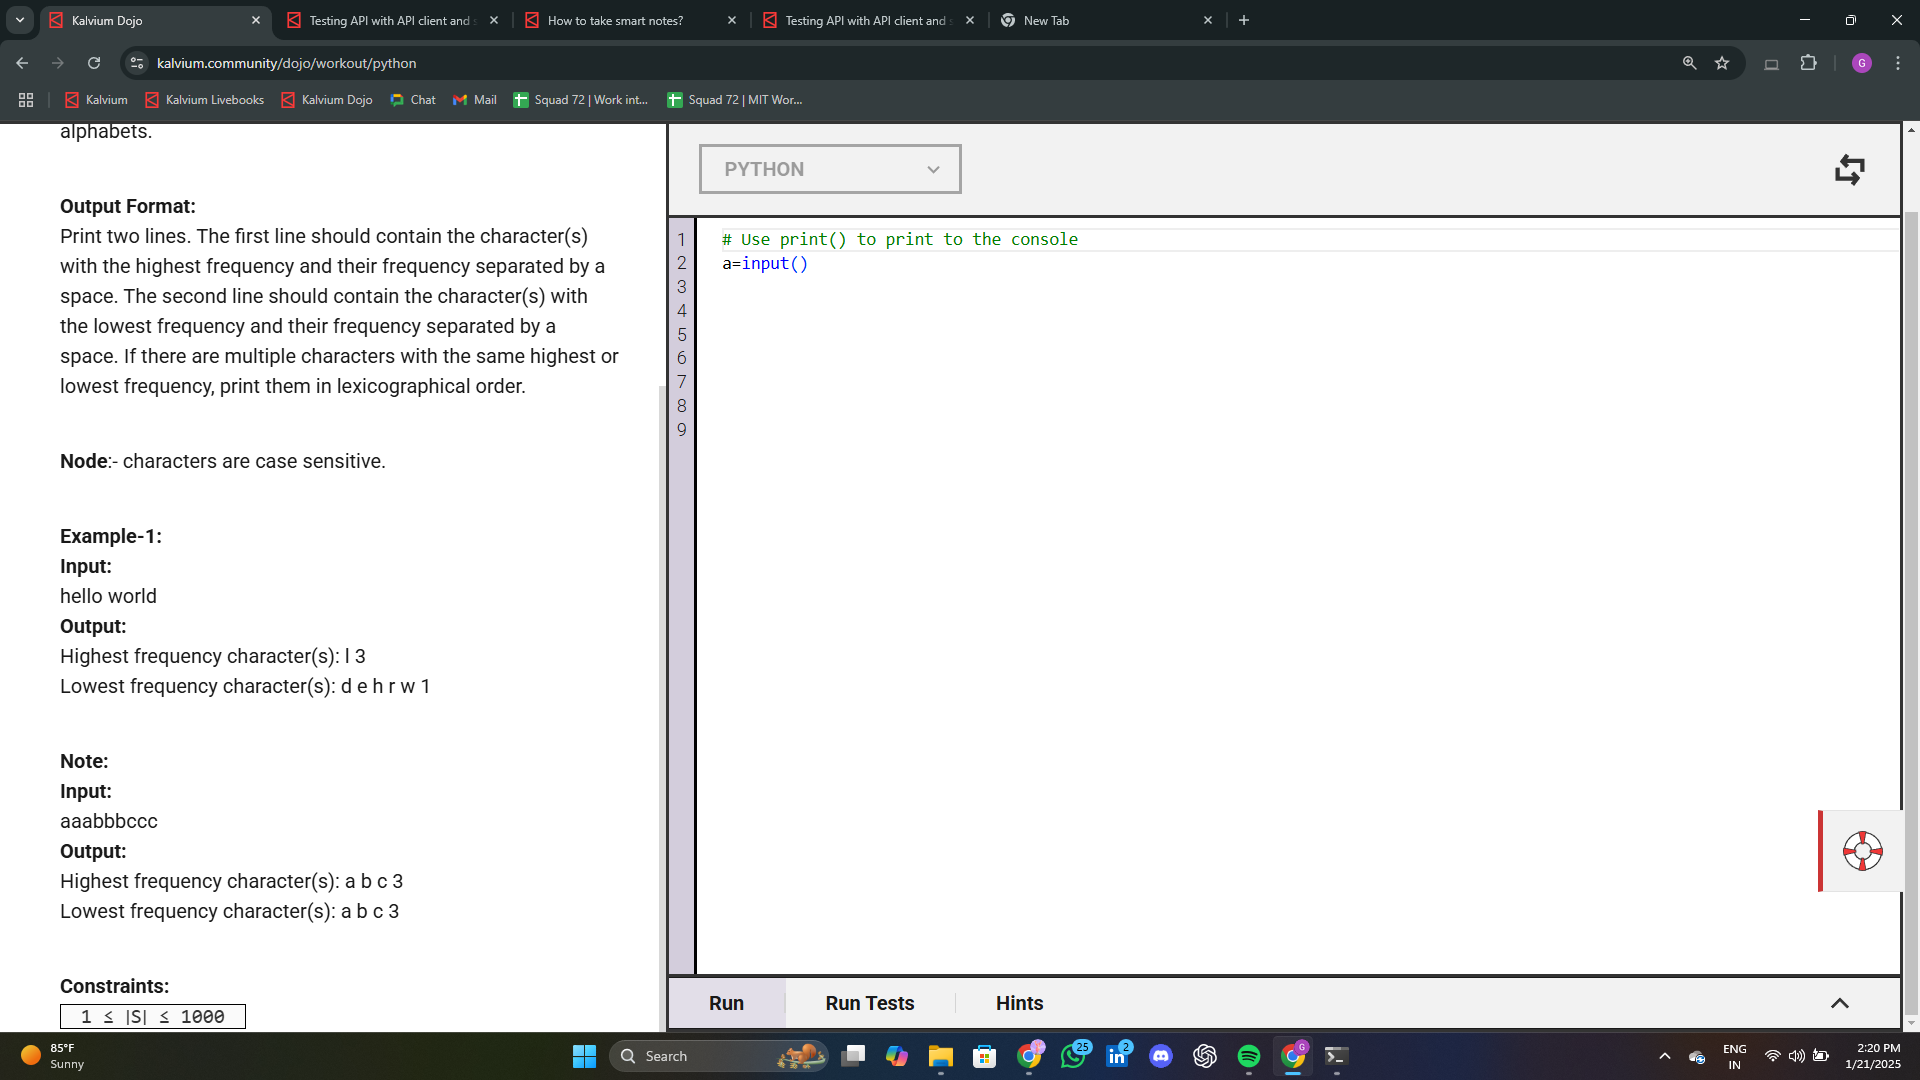 Kalvium Dojo
Testing API with API client and s
How to take smart notes?
Testing API with API client and s
New Tab
kalvium.community/dojo/workout/python
G
Kalvium
Kalvium Livebooks
Kalvium Dojo
Chat
Mail
Squad 72 | Work int...
Squad 72 | MIT Wor...
alphabets.
Output Format:
Print two lines. The first line should contain the character(s)
with the highest frequency and their frequency separated by a
space. The second line should contain the character(s) with
the lowest frequency and their frequency separated by a
space. If there are multiple characters with the same highest or
lowest frequency, print them in lexicographical order.
Node:- characters are case sensitive.
Example-1:
Input:
hello world
Output:
Highest frequency character(s): l 3
Lowest frequency character(s): d e h r w 1
Note:
Input:
aaabbbccc
Output:
Highest frequency character(s): a b c 3
Lowest frequency character(s): a b c 3
Constraints:
1 ≤ |S| ≤ 1000
PYTHON
1 # Use print() to print to the console
2 a=input()
3
4
5
6
7
8
9
Run
Run Tests
Hints
85°F
Sunny
Search
25
2
G
ENG
IN
2:20 PM
1/21/2025